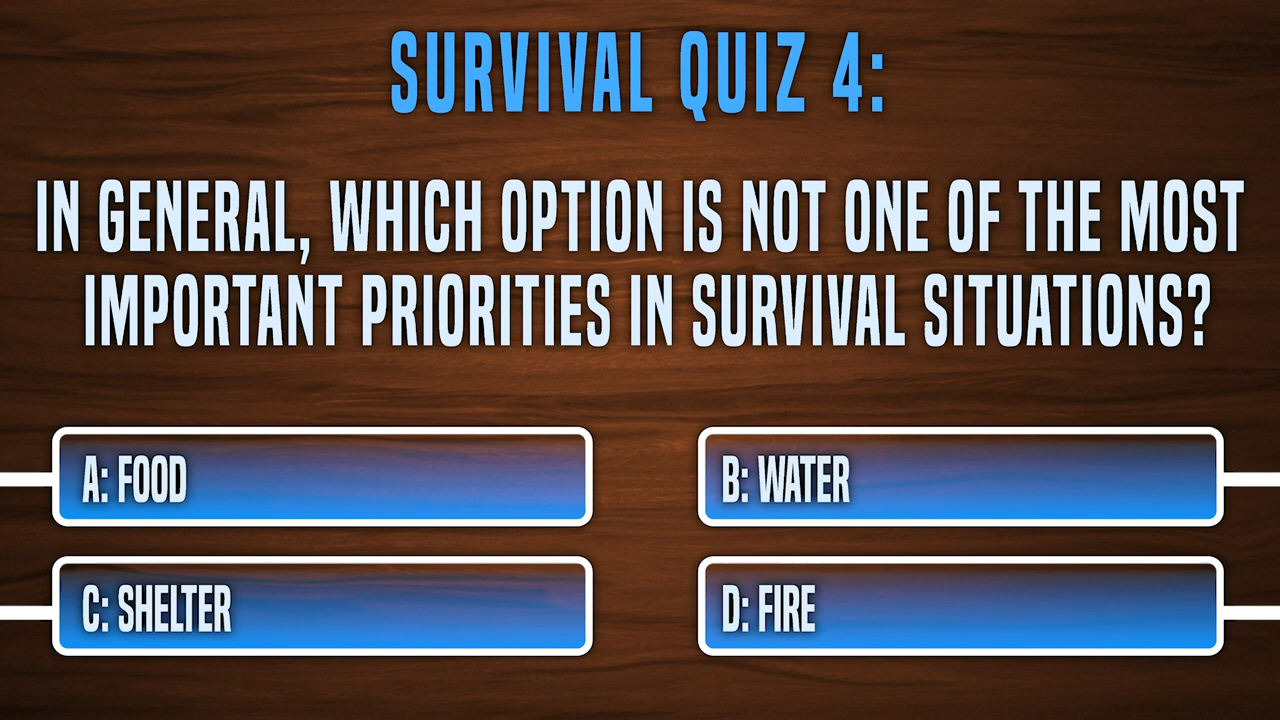 SURVIVAL QUIZ 4:
IN GENERAL, WHICH OPTION IS NOT ONE OF THE MOST
IMPORTANT PRIORITIES IN SURVIVAL SITUATIONS?
A: FOOD
B: WATER
C: SHELTER
D: FIRE